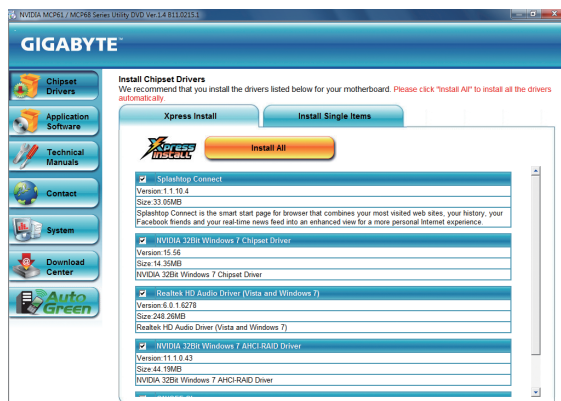 NVIDIA MCP61 / MCP68 Series Utility DVD Ver.1.4 B11.0215.1
GIGABYTE™
Chipset
Drivers
Application
Software
Technical
Manuals
Contact
System
Download
Center
Auto
Green
Install Chipset Drivers
We recommend that you install the drivers listed below for your motherboard. Please click "Install All" to install all the drivers
automatically.
Xpress Install
Install Single Items
Xpress
Install
Install All
Splashtop Connect
Version:1.1.10.4
Size:33.05MB
Splashtop Connect is the smart start page for browser that combines your most visited web sites, your history, your
Facebook friends and your real-time news feed into an enhanced view for a more personal Internet experience.
NVIDIA 32Bit Windows 7 Chipset Driver
Version:15.56
Size:14.35MB
NVIDIA 32Bit Windows 7 Chipset Driver
Realtek HD Audio Driver (Vista and Windows 7)
Version:6.0.1.6278
Size:248.26MB
Realtek HD Audio Driver (Vista and Windows 7)
NVIDIA 32Bit Windows 7 AHCI-RAID Driver
Version:11.1.0.43
Size:44.19MB
NVIDIA 32Bit Windows 7 AHCI-RAID Driver